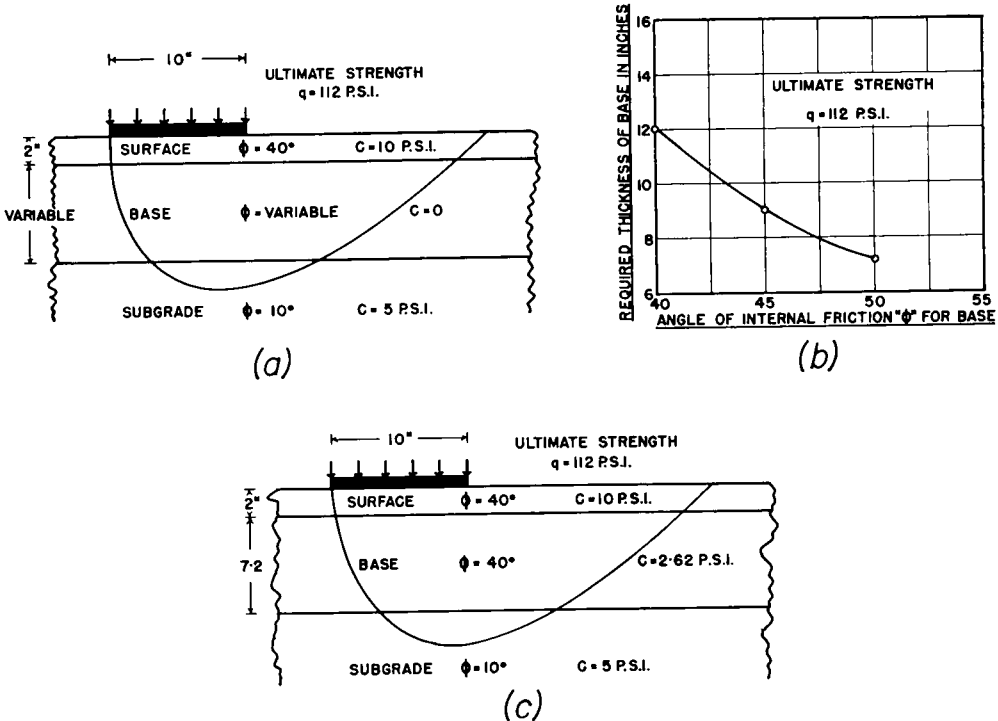 10"
ULTIMATE STRENGTH
q = 112 P.S.I.
2"
SURFACE ϕ = 40° C = 10 P.S.I.
VARIABLE
BASE ϕ = VARIABLE C = 0
SUBGRADE ϕ = 10° C = 5 P.S.I.
(a)
REQUIRED THICKNESS OF BASE IN INCHES
16
14
12
10
8
6
ULTIMATE STRENGTH
q = 112 P.S.I.
40 45 50 55
ANGLE OF INTERNAL FRICTION "ϕ" FOR BASE
(b)
10"
ULTIMATE STRENGTH
q = 112 P.S.I.
2"
SURFACE ϕ = 40° C = 10 P.S.I.
7·2
BASE ϕ = 40° C = 2·62 P.S.I.
SUBGRADE ϕ = 10° C = 5 P.S.I.
(c)